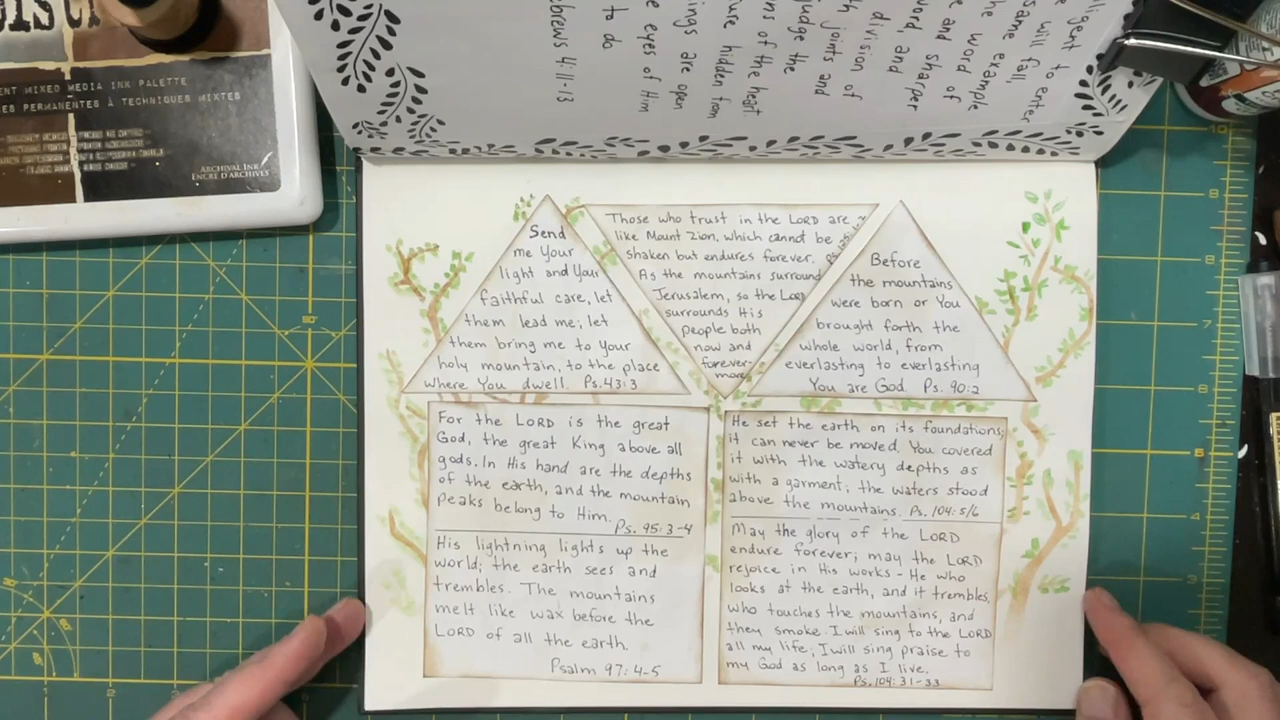 ENT MIXED MEDIA INK PALETTE
ES PERMANENTES À TECHNIQUES MIXTES
ARCHIVAL INK
ENCRE D'ARCHIVES
lligent to enter
will fall
same example
he word of
e and sharper
word, and
division of
th joints and
judge the
ns of the heat
ure hidden from
ings are open
e eyes of Him
to do
ebrews 4:11-13
Send
me Your
light and Your
faithful care, let
them lead me; let
them bring me to Your
holy mountain, to the place
where You dwell. Ps. 43:3
Those who trust in the LORD are
like Mount Zion, which cannot be
shaken but endures forever.
As the mountains surround
Jerusalem, so the LORD
surrounds His
people both
now and
forever-
more
Before
the mountains
were born or You
brought forth the
whole world, from
everlasting to everlasting
You are God. Ps. 90:2
For the LORD is the great
God, the great King above all
gods. In His hand are the depths
of the earth, and the mountain
peaks belong to Him.
Ps. 95:3-4
His lightning lights up the
world; the earth sees and
trembles. The mountains
melt like wax before the
LORD of all the earth.
Psalm 97:4-5
He set the earth on its foundations;
it can never be moved. You covered
it with the watery depths as
with a garment; the waters stood
above the mountains. Ps. 104:5/6
May the glory of the LORD
endure forever; may the LORD
rejoice in His works - He who
looks at the earth, and it trembles,
who touches the mountains, and
they smoke. I will sing to the LORD
all my life; I will sing praise to
my God as long as I live.
Ps. 104:31-33